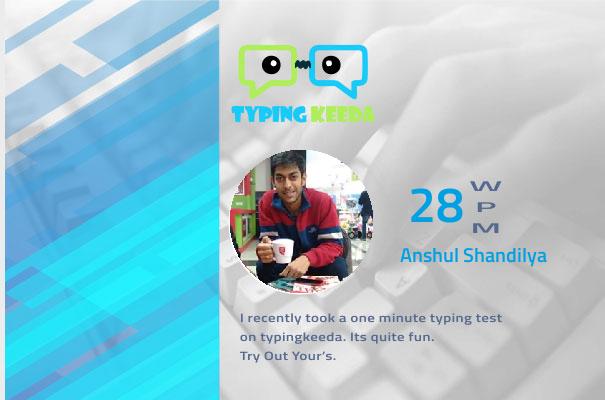 TYPING KEEDA
28
W
P
M
Anshul Shandilya
I recently took a one minute typing test
on typingkeeda. Its quite fun.
Try Out Your's.